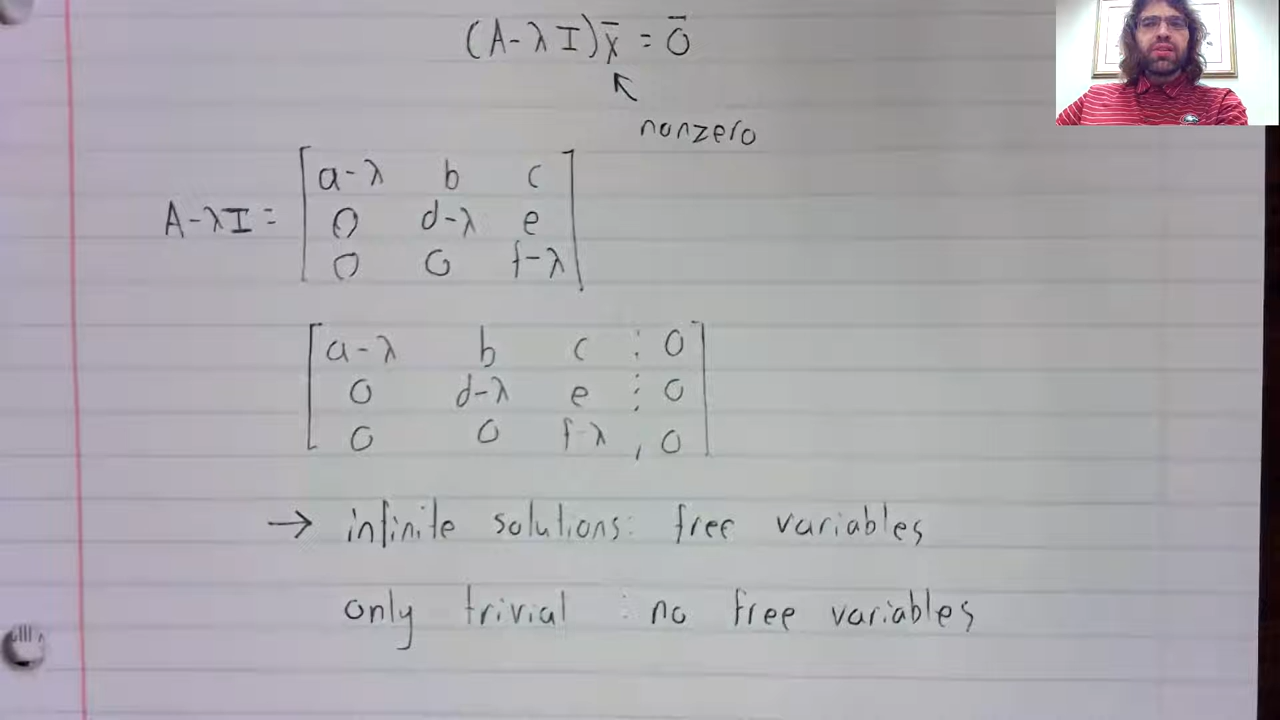 (A-λI)x̄ = 0̄
nonzero
a-λ b c
A-λI = 0 d-λ e
0 0 f-λ
a-λ b c ⋮ 0
0 d-λ e ⋮ 0
0 0 f-λ , 0
→ infinite solutions: free variables
only trivial : no free variables